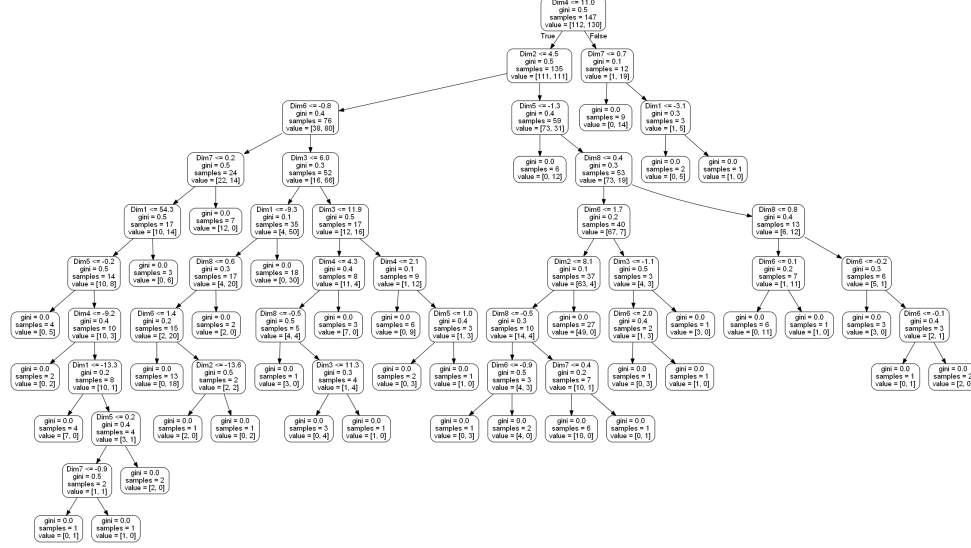 Dim4 <= 11.0
gini = 0.5
samples = 147
value = [112, 130]
True
False
Dim2 <= 4.5
gini = 0.5
samples = 135
value = [111, 111]
Dim7 <= 0.7
gini = 0.1
samples = 12
value = [1, 19]
Dim6 <= -0.8
gini = 0.4
samples = 76
value = [38, 80]
Dim5 <= -1.3
gini = 0.4
samples = 59
value = [73, 31]
gini = 0.0
samples = 9
value = [0, 14]
Dim1 <= -3.1
gini = 0.3
samples = 3
value = [1, 5]
Dim7 <= 0.2
gini = 0.5
samples = 24
value = [22, 14]
Dim3 <= 6.0
gini = 0.3
samples = 52
value = [16, 66]
gini = 0.0
samples = 6
value = [0, 12]
Dim8 <= 0.4
gini = 0.3
samples = 53
value = [73, 19]
gini = 0.0
samples = 2
value = [0, 5]
gini = 0.0
samples = 1
value = [1, 0]
Dim1 <= 54.3
gini = 0.5
samples = 17
value = [10, 14]
gini = 0.0
samples = 7
value = [12, 0]
Dim1 <= -9.3
gini = 0.1
samples = 35
value = [4, 50]
Dim3 <= 11.9
gini = 0.5
samples = 17
value = [12, 16]
Dim6 <= 1.7
gini = 0.2
samples = 40
value = [67, 7]
Dim8 <= 0.8
gini = 0.4
samples = 13
value = [6, 12]
Dim5 <= -0.2
gini = 0.5
samples = 14
value = [10, 8]
gini = 0.0
samples = 3
value = [0, 6]
Dim8 <= 0.6
gini = 0.3
samples = 17
value = [4, 20]
gini = 0.0
samples = 18
value = [0, 30]
Dim4 <= -4.3
gini = 0.4
samples = 8
value = [11, 4]
Dim4 <= 2.1
gini = 0.1
samples = 9
value = [1, 12]
Dim2 <= 8.1
gini = 0.1
samples = 37
value = [63, 4]
Dim3 <= -1.1
gini = 0.5
samples = 3
value = [4, 3]
Dim6 <= 0.1
gini = 0.2
samples = 7
value = [1, 11]
Dim6 <= -0.2
gini = 0.3
samples = 6
value = [5, 1]
gini = 0.0
samples = 4
value = [0, 5]
Dim4 <= -9.2
gini = 0.4
samples = 10
value = [10, 3]
Dim6 <= 1.4
gini = 0.2
samples = 15
value = [2, 20]
gini = 0.0
samples = 2
value = [2, 0]
Dim8 <= -0.5
gini = 0.5
samples = 5
value = [4, 4]
gini = 0.0
samples = 3
value = [7, 0]
gini = 0.0
samples = 6
value = [0, 9]
Dim5 <= 1.0
gini = 0.4
samples = 3
value = [1, 3]
Dim8 <= -0.5
gini = 0.3
samples = 10
value = [14, 4]
gini = 0.0
samples = 27
value = [49, 0]
Dim6 <= 2.0
gini = 0.4
samples = 2
value = [1, 3]
gini = 0.0
samples = 1
value = [3, 0]
gini = 0.0
samples = 6
value = [0, 11]
gini = 0.0
samples = 1
value = [1, 0]
gini = 0.0
samples = 3
value = [3, 0]
Dim6 <= -0.1
gini = 0.4
samples = 3
value = [2, 1]
gini = 0.0
samples = 2
value = [0, 2]
Dim1 <= -13.3
gini = 0.2
samples = 8
value = [10, 1]
gini = 0.0
samples = 13
value = [0, 18]
Dim2 <= -13.6
gini = 0.5
samples = 2
value = [2, 2]
gini = 0.0
samples = 1
value = [3, 0]
Dim3 <= 11.3
gini = 0.3
samples = 4
value = [1, 4]
gini = 0.0
samples = 2
value = [0, 3]
gini = 0.0
samples = 1
value = [1, 0]
Dim6 <= -0.9
gini = 0.5
samples = 3
value = [4, 3]
Dim7 <= 0.4
gini = 0.2
samples = 7
value = [10, 1]
gini = 0.0
samples = 1
value = [0, 3]
gini = 0.0
samples = 1
value = [1, 0]
gini = 0.0
samples = 1
value = [0, 1]
gini = 0.0
samples = 2
value = [2, 0
gini = 0.0
samples = 4
value = [7, 0]
Dim5 <= 0.2
gini = 0.4
samples = 4
value = [3, 1]
gini = 0.0
samples = 1
value = [2, 0]
gini = 0.0
samples = 1
value = [0, 2]
gini = 0.0
samples = 3
value = [0, 4]
gini = 0.0
samples = 1
value = [1, 0]
gini = 0.0
samples = 1
value = [0, 3]
gini = 0.0
samples = 2
value = [4, 0]
gini = 0.0
samples = 6
value = [10, 0]
gini = 0.0
samples = 1
value = [0, 1]
Dim7 <= -0.9
gini = 0.5
samples = 2
value = [1, 1]
gini = 0.0
samples = 2
value = [2, 0]
gini = 0.0
samples = 1
value = [0, 1]
gini = 0.0
samples = 1
value = [1, 0]